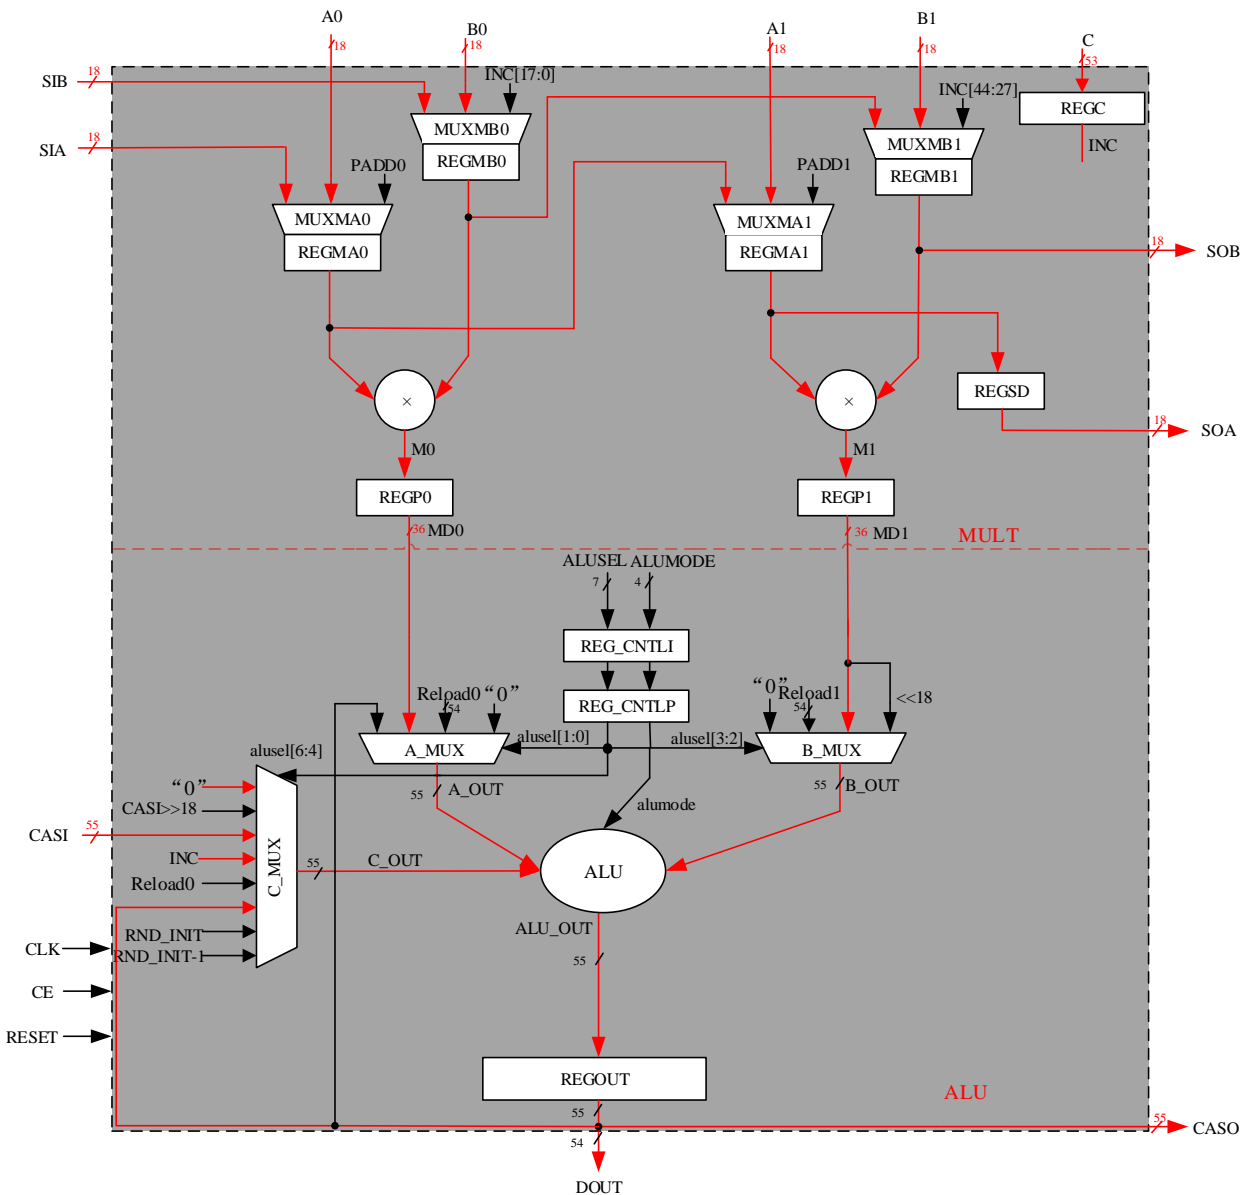 A0
B0
A1
B1
C
18
18
18
18
53
SIB
18
INC[17:0]
INC[44:27]
REGC
MUXMB0
MUXMB1
INC
SIA
18
REGMB0
PADD0
PADD1
REGMB1
MUXMA0
MUXMA1
REGMA0
REGMA1
18
SOB
×
×
REGSD
18
SOA
M0
M1
REGP0
REGP1
36 MD0
36 MD1
MULT
ALUSEL
ALUMODE
7
4
REG_CNTLI
REG_CNTLP
Reload0
“0”
54
“0”
Reload1
54
<<18
alusel[1:0]
alusel[3:2]
A_MUX
B_MUX
alusel[6:4]
“0”
55
A_OUT
55
B_OUT
CASI>>18
alumode
CASI
55
INC
C_MUX
55
C_OUT
ALU
Reload0
ALU_OUT
RND_INIT
CLK
RND_INIT-1
55
CE
RESET
REGOUT
ALU
55
55
CASO
54
DOUT